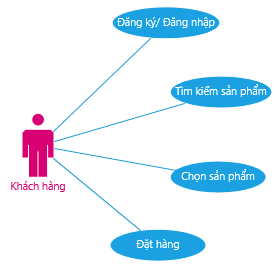 Đăng ký/ Đăng nhập
Tìm kiếm sản phẩm
Khách hàng
Chọn sản phẩm
Đặt hàng